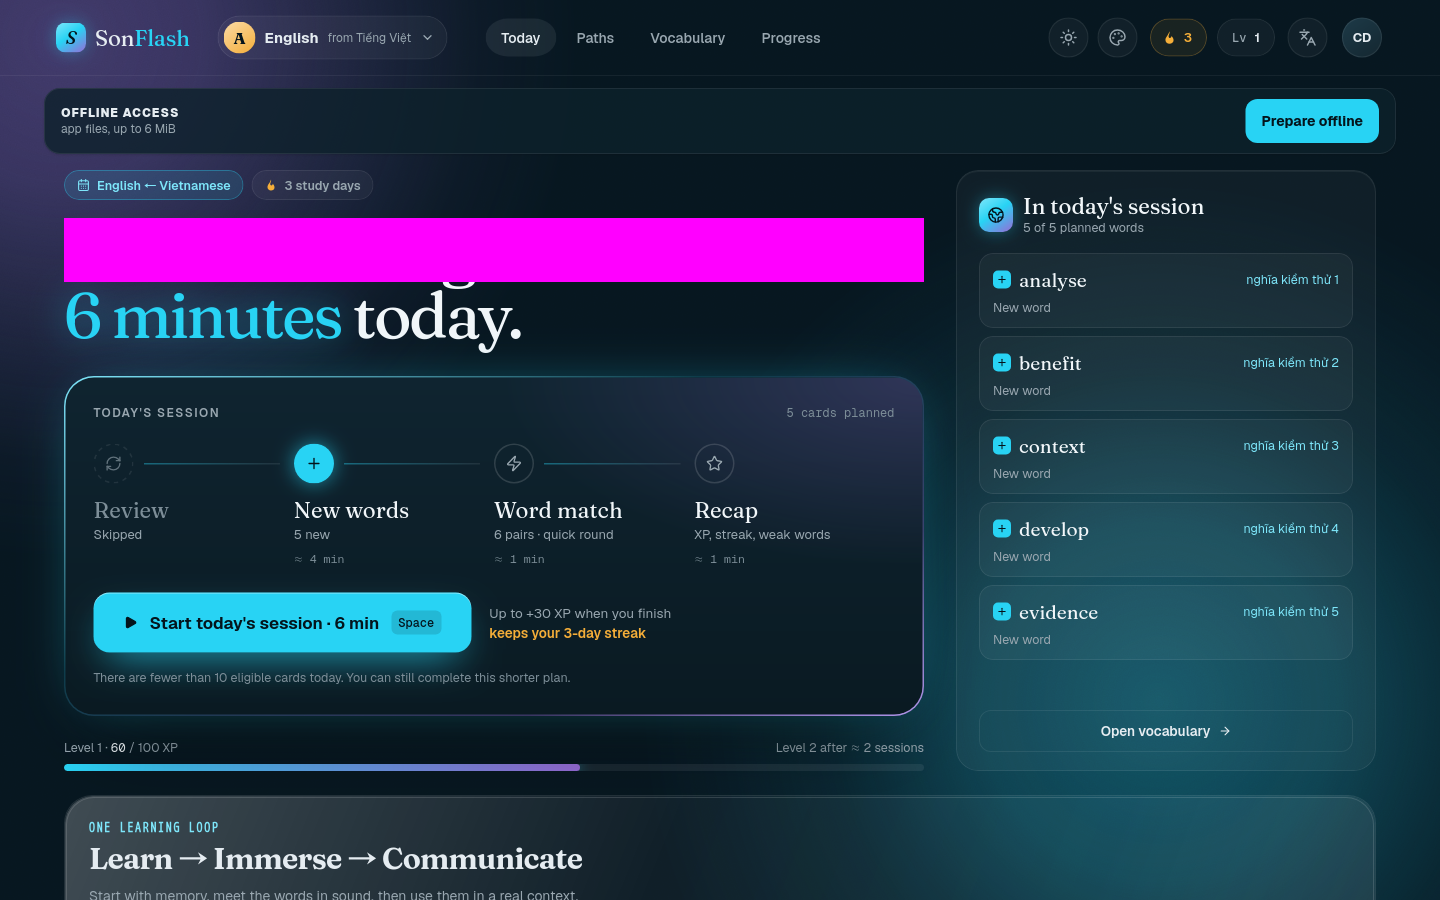 S SonFlash
A English from Tiếng Việt
Today Paths Vocabulary Progress
3
Lv 1
CD
OFFLINE ACCESS
app files, up to 6 MiB
Prepare offline
English ← Vietnamese
3 study days
6 minutes today.
TODAY'S SESSION
5 cards planned
Review
Skipped
New words
5 new
≈ 4 min
Word match
6 pairs · quick round
≈ 1 min
Recap
XP, streak, weak words
≈ 1 min
Start today's session · 6 min Space
Up to +30 XP when you finish
keeps your 3-day streak
There are fewer than 10 eligible cards today. You can still complete this shorter plan.
Level 1 · 60 / 100 XP
Level 2 after ≈ 2 sessions
In today's session
5 of 5 planned words
analyse nghĩa kiểm thử 1
New word
benefit nghĩa kiểm thử 2
New word
context nghĩa kiểm thử 3
New word
develop nghĩa kiểm thử 4
New word
evidence nghĩa kiểm thử 5
New word
Open vocabulary →
ONE LEARNING LOOP
Learn → Immerse → Communicate
Start with memory, meet the words in sound, then use them in a real context.